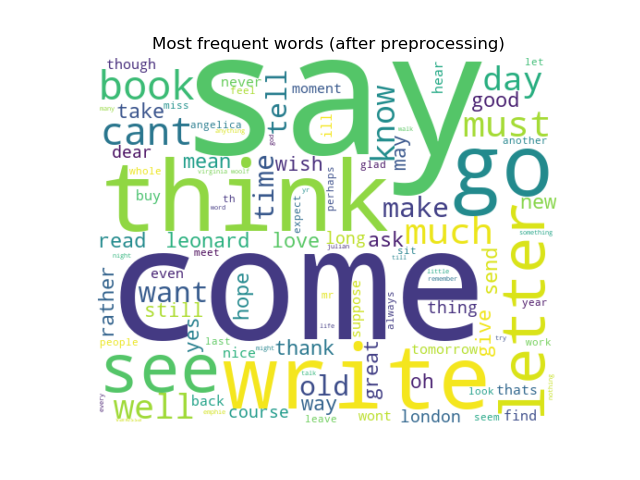 Most frequent words (after preprocessing)
though
say
let
book
never
feel
tell
moment
hear
day
many
take
miss
cant
angelica
anything
ill
know
good
must
god
walk
another
dear
mean
wish
may
glad
go
think
whole
virginia woolf
time
perhaps
buy
th
word
expect
yr
make
new
read
leonard
love
long
ask
much
something
night
meet
julian
sit
till
send
letter
come
rather
even
want
hope
mr
suppose
always
little
remember
thing
year
still
yes
life
people
last
might
nice
thank
great
tomorrow
give
try
work
see
talk
write
old
oh
look
thats
nothing
every
well
back
course
way
leave
wont
london
seem
find